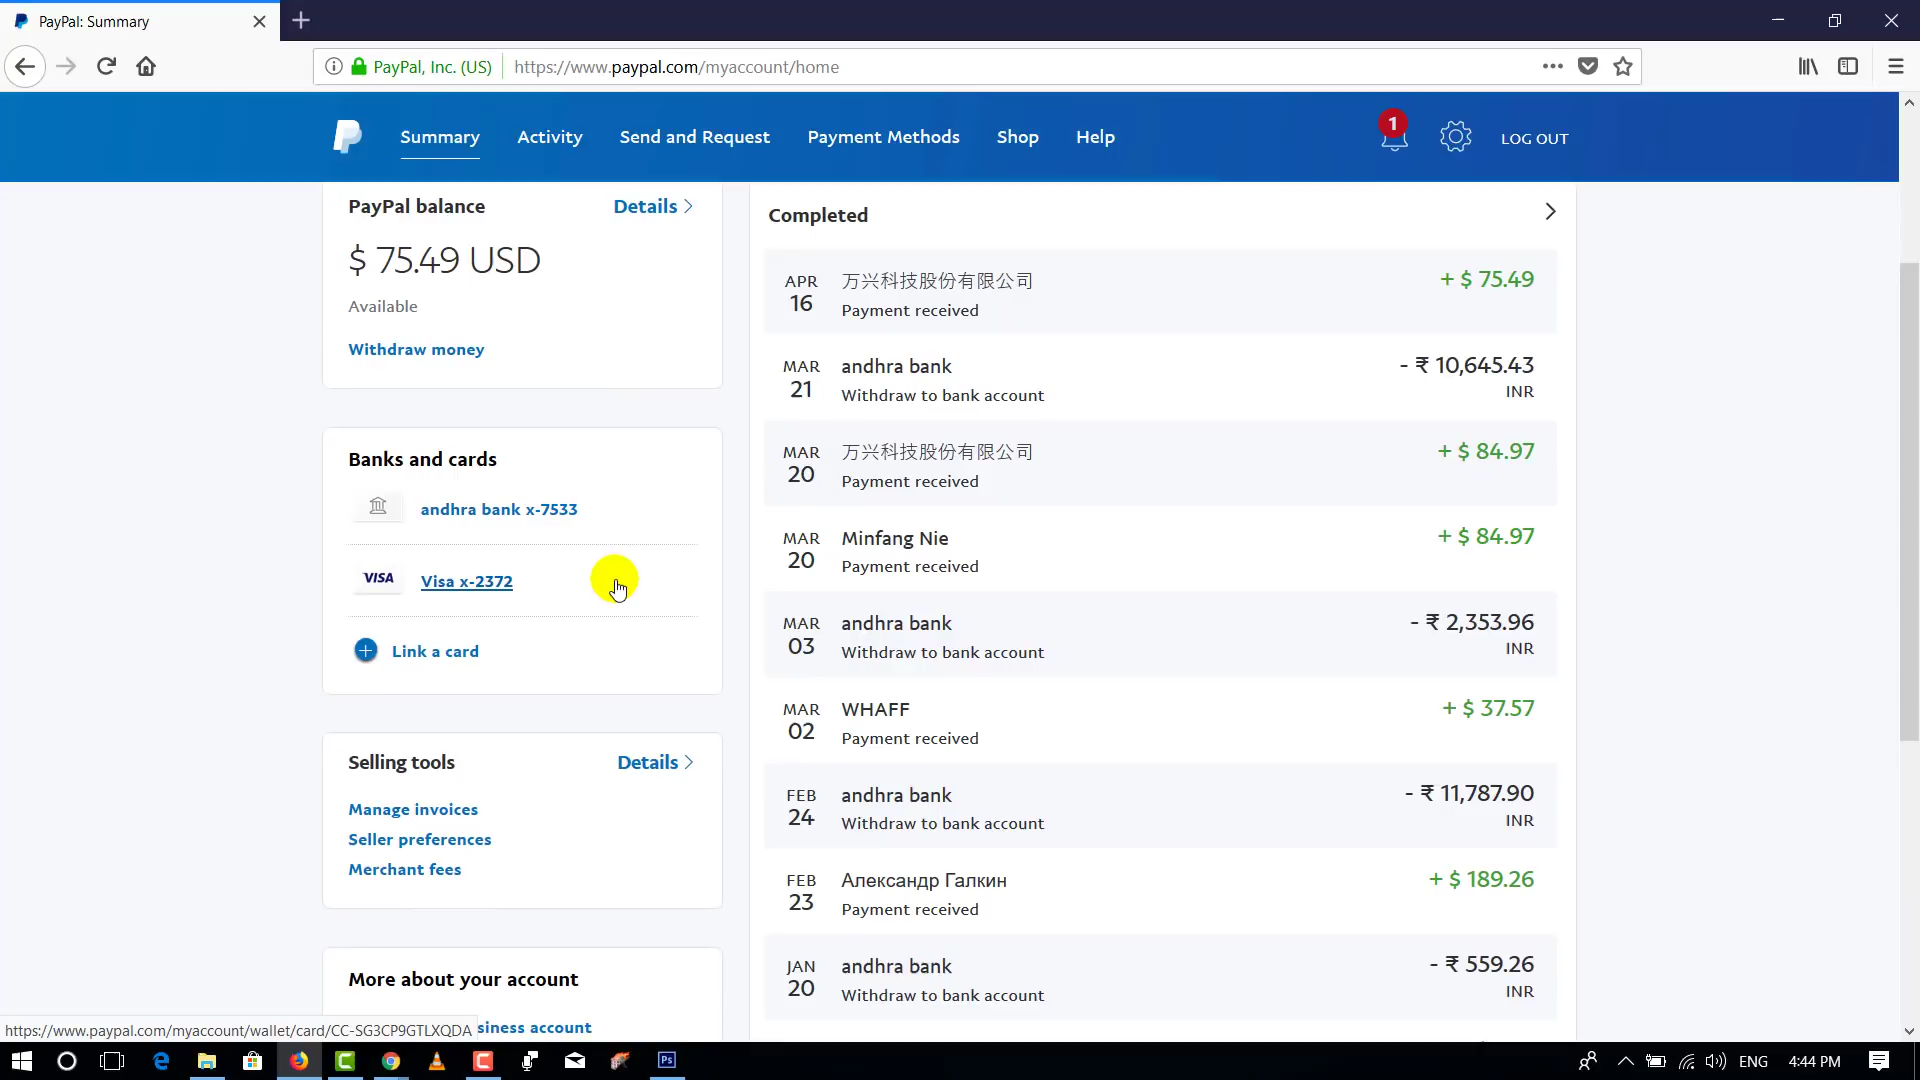 PayPal: Summary
PayPal, Inc. (US) https://www.paypal.com/myaccount/home
Summary Activity Send and Request Payment Methods Shop Help 1 LOG OUT
PayPal balance Details
$ 75.49 USD
Available
Withdraw money
Banks and cards
andhra bank x-7533
VISA Visa x-2372
Link a card
Selling tools Details
Manage invoices
Seller preferences
Merchant fees
More about your account
siness account
Completed
APR 16 万兴科技股份有限公司 + $ 75.49
Payment received
MAR 21 andhra bank - ₹ 10,645.43
Withdraw to bank account INR
MAR 20 万兴科技股份有限公司 + $ 84.97
Payment received
MAR 20 Minfang Nie + $ 84.97
Payment received
MAR 03 andhra bank - ₹ 2,353.96
Withdraw to bank account INR
MAR 02 WHAFF + $ 37.57
Payment received
FEB 24 andhra bank - ₹ 11,787.90
Withdraw to bank account INR
FEB 23 Александр Галкин + $ 189.26
Payment received
JAN 20 andhra bank - ₹ 559.26
Withdraw to bank account INR
https://www.paypal.com/myaccount/wallet/card/CC-SG3CP9GTLXQDA
Ps ENG 4:44 PM